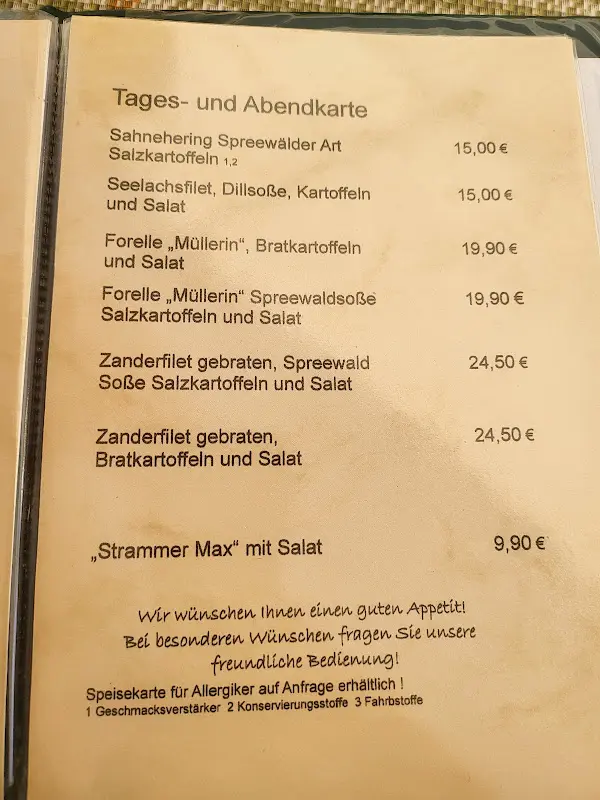 Tages- und Abendkarte
Sahnehering Spreewälder Art 15,00 €
Salzkartoffeln 1,2
Seelachsfilet, Dillsoße, Kartoffeln 15,00 €
und Salat
Forelle „Müllerin“, Bratkartoffeln 19,90 €
und Salat
Forelle „Müllerin“ Spreewaldsoße 19,90 €
Salzkartoffeln und Salat
Zanderfilet gebraten, Spreewald 24,50 €
Soße Salzkartoffeln und Salat
Zanderfilet gebraten, 24,50 €
Bratkartoffeln und Salat
„Strammer Max“ mit Salat 9,90 €
Wir wünschen Ihnen einen guten Appetit!
Bei besonderen Wünschen fragen Sie unsere
freundliche Bedienung!
Speisekarte für Allergiker auf Anfrage erhältlich !
1 Geschmacksverstärker 2 Konservierungsstoffe 3 Fahrbstoffe